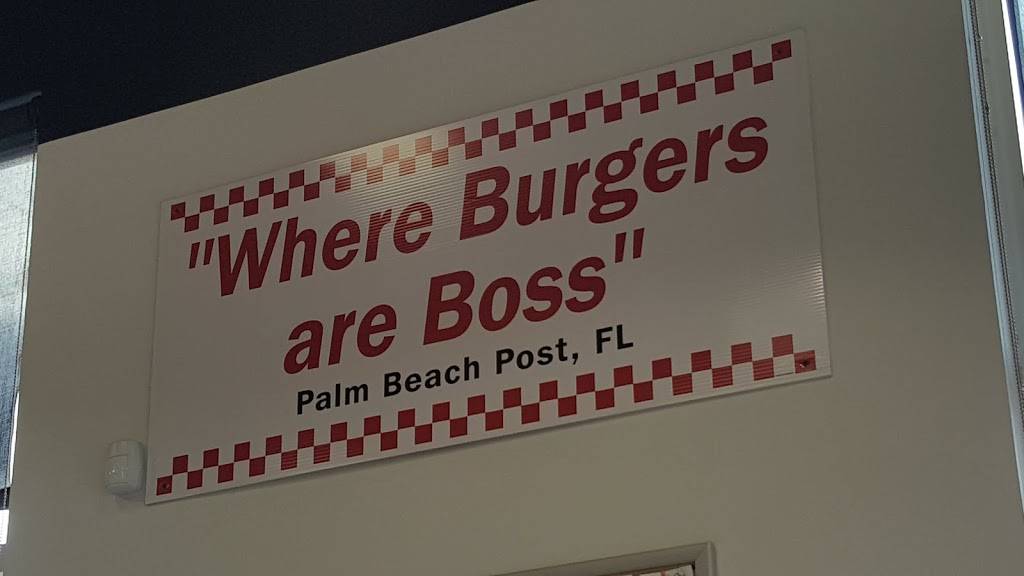 "Where Burgers
are Boss"
Palm Beach Post, FL